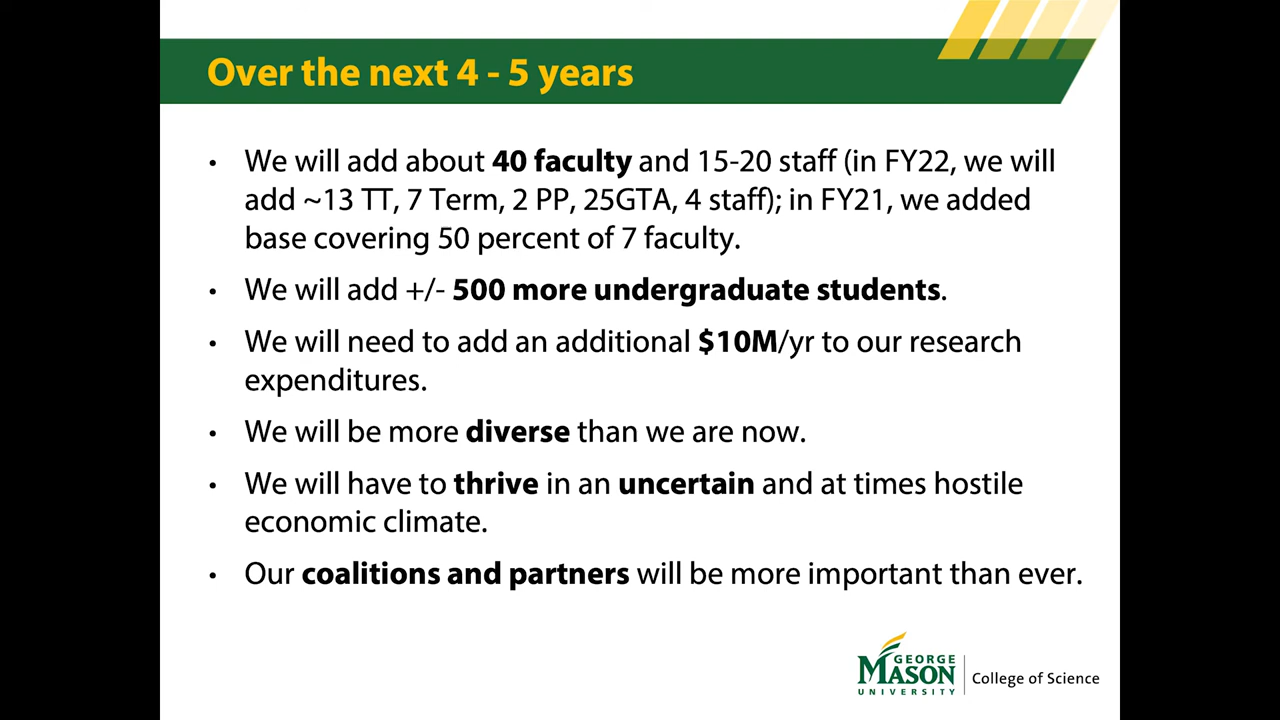 Over the next 4 - 5 years
• We will add about 40 faculty and 15-20 staff (in FY22, we will
add ~13 TT, 7 Term, 2 PP, 25GTA, 4 staff); in FY21, we added
base covering 50 percent of 7 faculty.
• We will add +/- 500 more undergraduate students.
• We will need to add an additional $10M/yr to our research
expenditures.
• We will be more diverse than we are now.
• We will have to thrive in an uncertain and at times hostile
economic climate.
• Our coalitions and partners will be more important than ever.
GEORGE
MASON
UNIVERSITY
College of Science